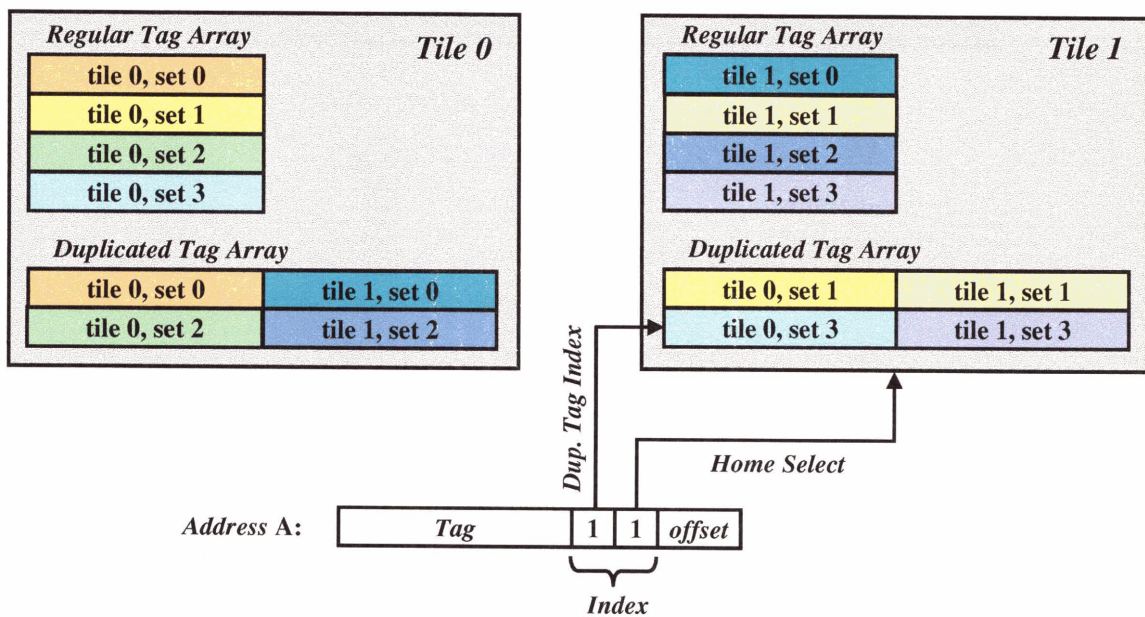 Regular Tag Array
Tile 0
tile 0, set 0
tile 0, set 1
tile 0, set 2
tile 0, set 3
Duplicated Tag Array
tile 0, set 0 tile 1, set 0
tile 0, set 2 tile 1, set 2
Regular Tag Array
Tile 1
tile 1, set 0
tile 1, set 1
tile 1, set 2
tile 1, set 3
Duplicated Tag Array
tile 0, set 1 tile 1, set 1
tile 0, set 3 tile 1, set 3
Dup. Tag Index
Home Select
Address A: Tag 1 1 offset
Index